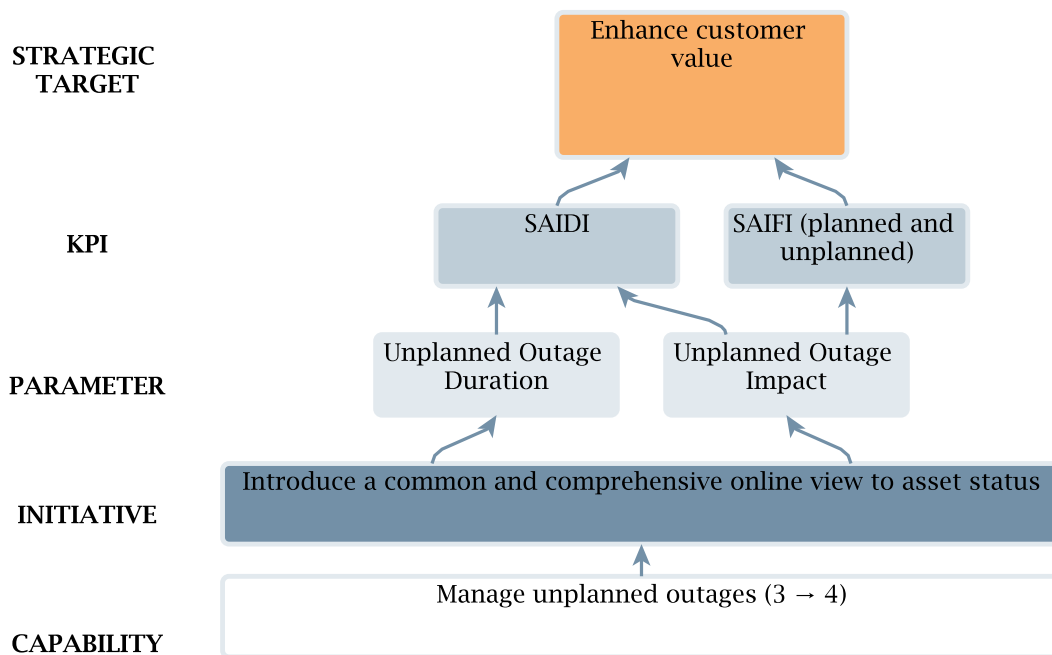 STRATEGIC
TARGET
Enhance customer
value
KPI
SAIDI
SAIFI (planned and
unplanned)
PARAMETER
Unplanned Outage
Duration
Unplanned Outage
Impact
INITIATIVE
Introduce a common and comprehensive online view to asset status
CAPABILITY
Manage unplanned outages (3 → 4)